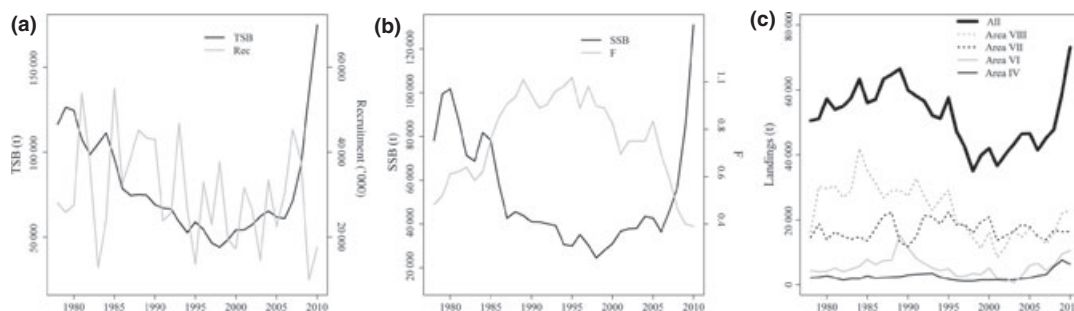 (a)
TSB
Rec
TSB (t)
50 000
100 000
150 000
Recruitment ('000)
20 000
40 000
60 000
1980
1985
1990
1995
2000
2005
2010
(b)
SSB
F
SSB (t)
20 000
40 000
60 000
80 000
100 000
120 000
F
0.4
0.6
0.8
1.1
1980
1985
1990
1995
2000
2005
2010
(c)
All
Area VIII
Area VII
Area VI
Area IV
Landings (t)
0
20 000
40 000
60 000
80 000
1980
1985
1990
1995
2000
2005
2010